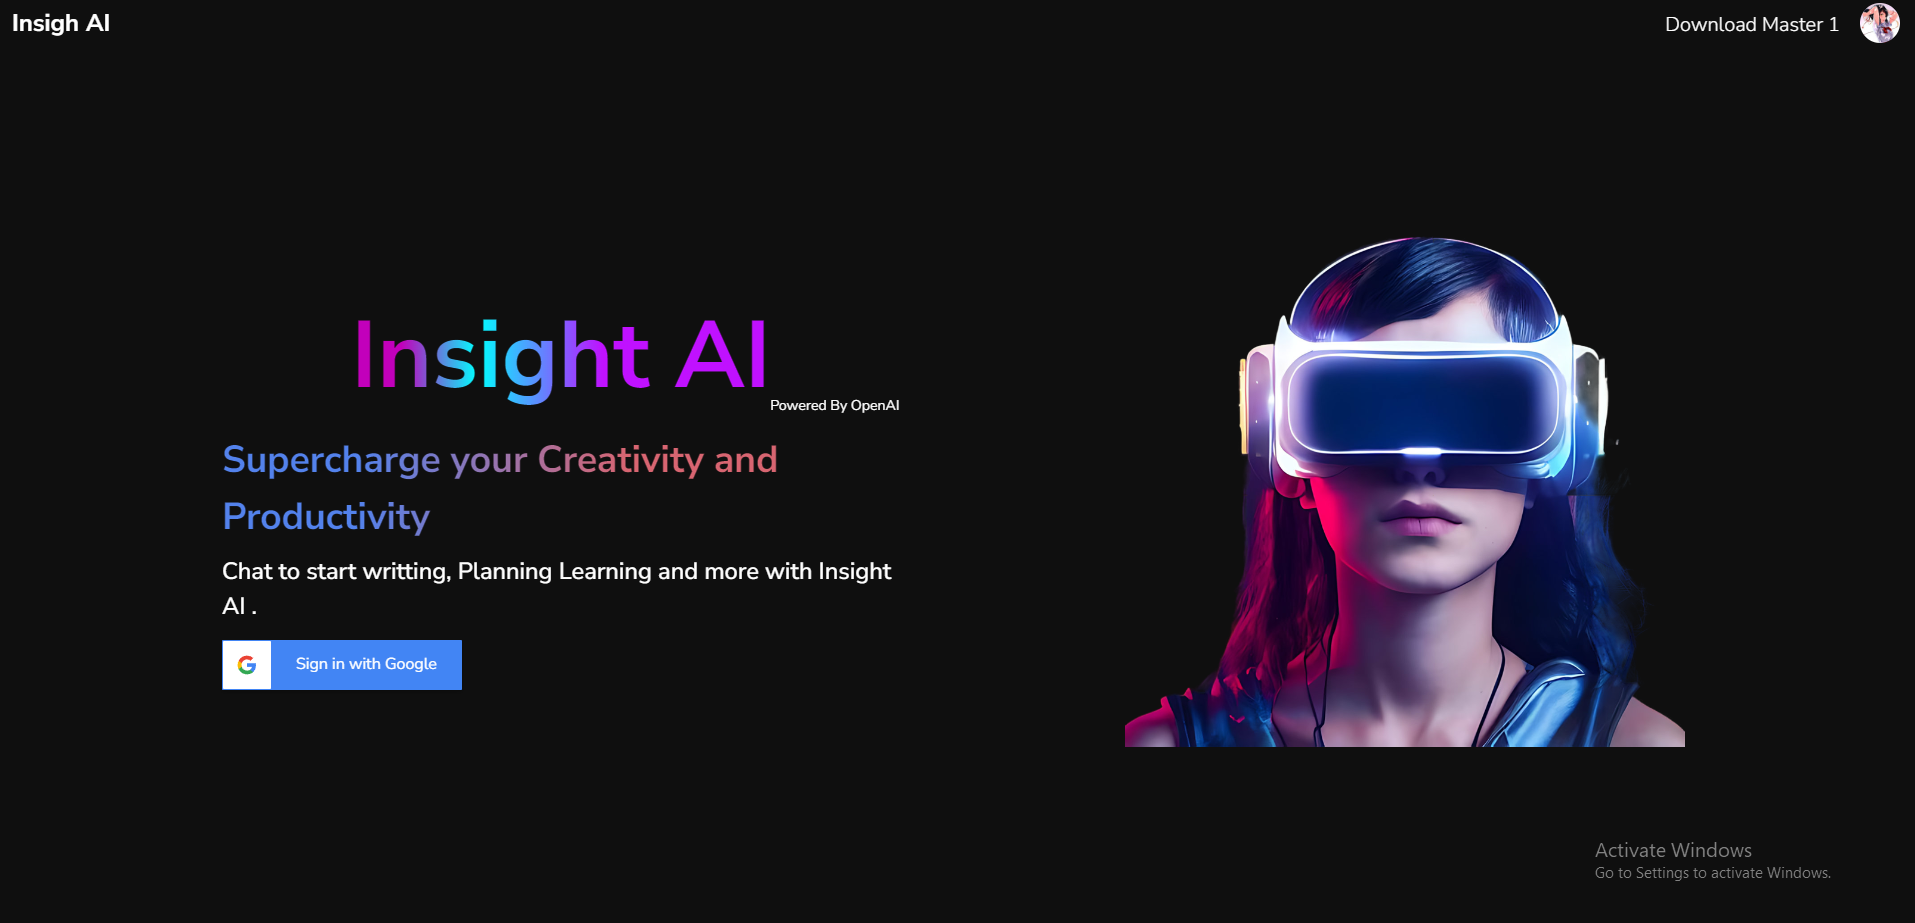 Insigh AI
Download Master 1
Insight AI
Powered By OpenAI
Supercharge your Creativity and
Productivity
Chat to start writting, Planning Learning and more with Insight
AI .
Sign in with Google
Activate Windows
Go to Settings to activate Windows.